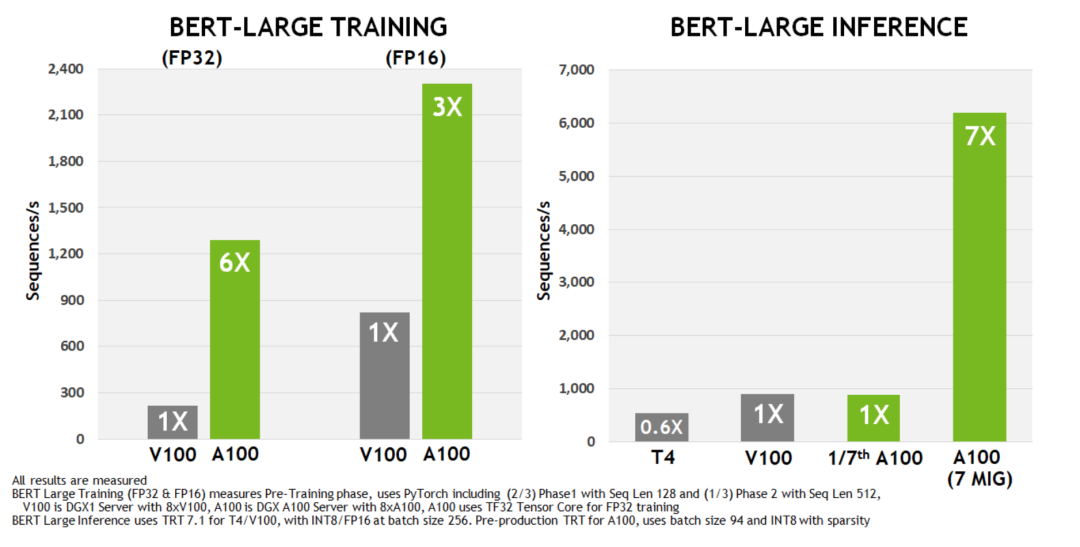 BERT-LARGE TRAINING
(FP32) (FP16)
2,400
2,100
1,800
1,500
1,200
900
600
300
0
Sequences/s
1X
6X
1X
3X
V100 A100 V100 A100
BERT-LARGE INFERENCE
7,000
6,000
5,000
4,000
3,000
2,000
1,000
0
Sequences/s
0.6X
1X
1X
7X
T4 V100 1/7th A100 A100
(7 MIG)
All results are measured
BERT Large Training (FP32 & FP16) measures Pre-Training phase, uses PyTorch including (2/3) Phase1 with Seq Len 128 and (1/3) Phase 2 with Seq Len 512,
V100 is DGX1 Server with 8xV100, A100 is DGX A100 Server with 8xA100, A100 uses TF32 Tensor Core for FP32 training
BERT Large Inference uses TRT 7.1 for T4/V100, with INT8/FP16 at batch size 256. Pre-production TRT for A100, uses batch size 94 and INT8 with sparsity